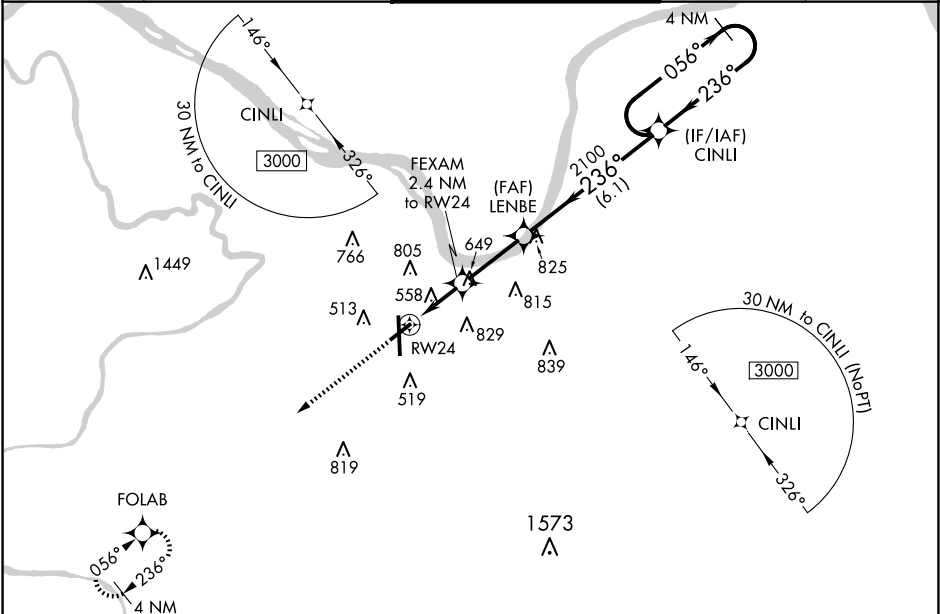 4 NM
056°
236°
(IF/IAF)
CINLI
146°
CINLI
3000
326°
30 NM to CINLI
2100
236°
(6.1)
FEXAM
2.4 NM
to RW24
(FAF)
LENBE
649
825
766
805
1449
558
815
513
829
RW24
839
519
819
30 NM to CINLI (NoPT)
146°
3000
CINLI
326°
FOLAB
056°
236°
4 NM
1573